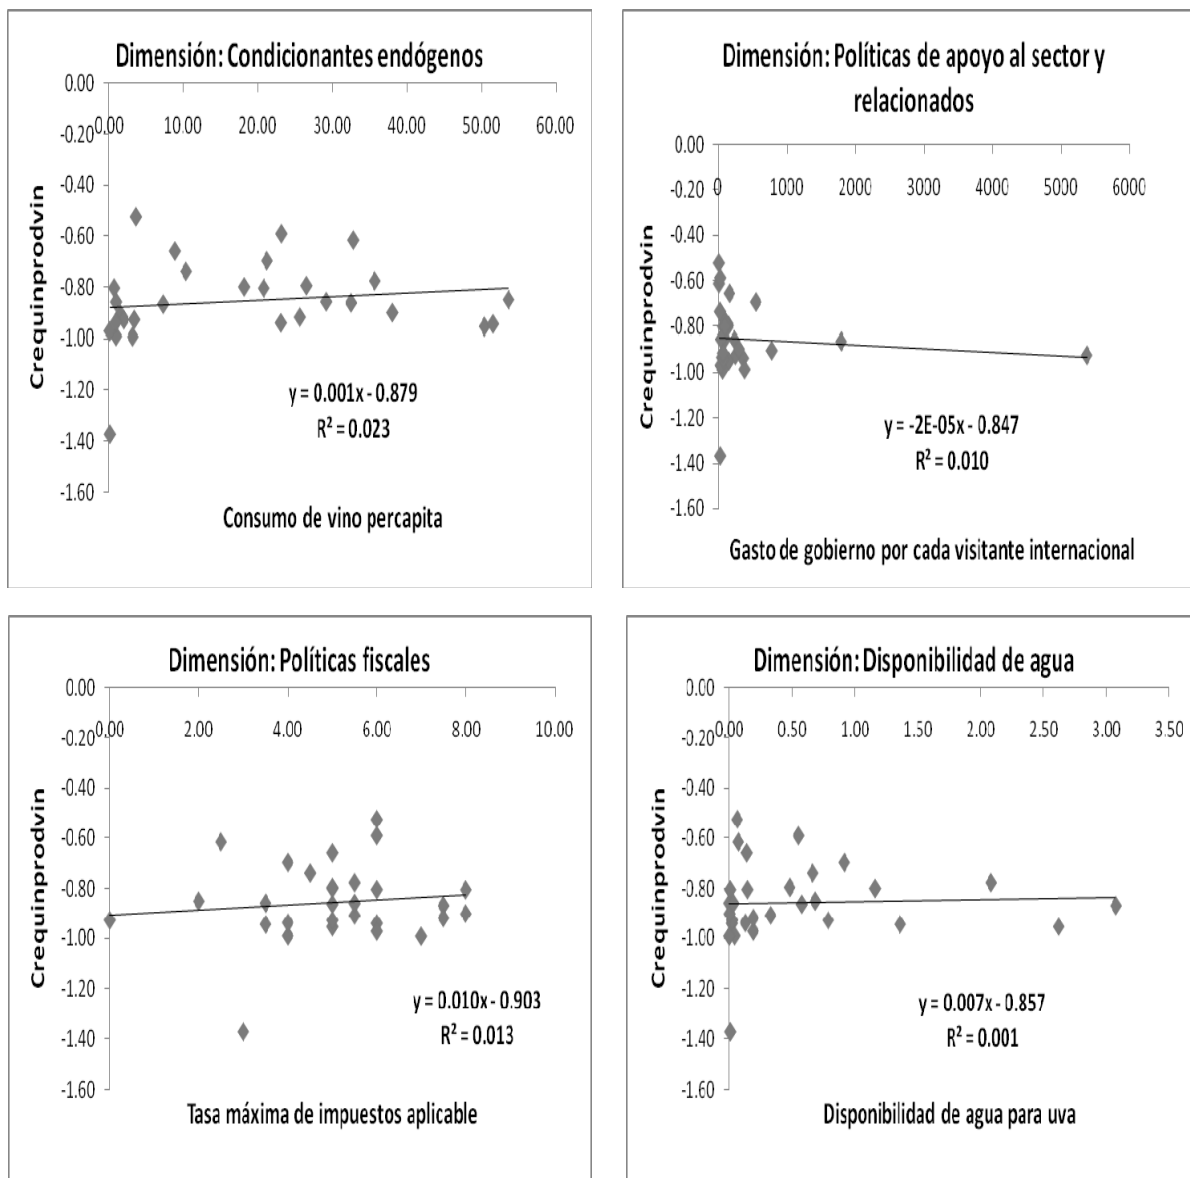 Dimensión: Condicionantes endógenos
0.00
0.00 10.00 20.00 30.00 40.00 50.00 60.00
-0.20
-0.40
-0.60
-0.80
-1.00
-1.20
-1.40
-1.60
Crequinprodvin
y = 0.001x - 0.879
R² = 0.023
Consumo de vino percapita
Dimensión: Políticas de apoyo al sector y
relacionados
0.00
0 1000 2000 3000 4000 5000 6000
-0.20
-0.40
-0.60
-0.80
-1.00
-1.20
-1.40
-1.60
Crequinprodvin
y = -2E-05x - 0.847
R² = 0.010
Gasto de gobierno por cada visitante internacional
Dimensión: Políticas fiscales
0.00
0.00 2.00 4.00 6.00 8.00 10.00
-0.20
-0.40
-0.60
-0.80
-1.00
-1.20
-1.40
-1.60
Crequinprodvin
y = 0.010x - 0.903
R² = 0.013
Tasa máxima de impuestos aplicable
Dimensión: Disponibilidad de agua
0.00
0.00 0.50 1.00 1.50 2.00 2.50 3.00 3.50
-0.20
-0.40
-0.60
-0.80
-1.00
-1.20
-1.40
-1.60
Crequinprodvin
y = 0.007x - 0.857
R² = 0.001
Disponibilidad de agua para uva